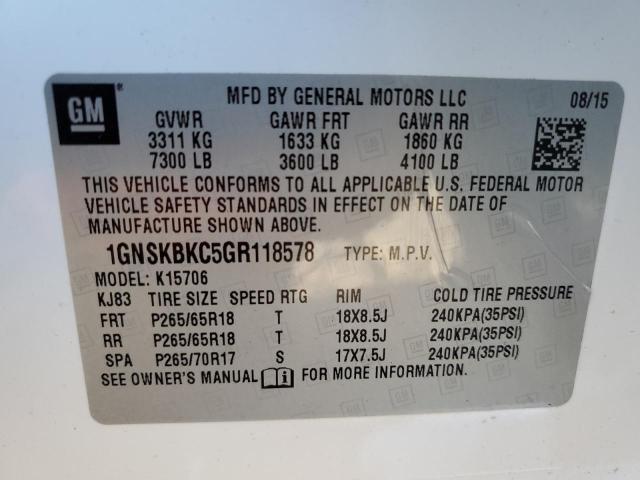 GM
MFD BY GENERAL MOTORS LLC 08/15
GVWR GAWR FRT GAWR RR
3311 KG 1633 KG 1860 KG
7300 LB 3600 LB 4100 LB
THIS VEHICLE CONFORMS TO ALL APPLICABLE U.S. FEDERAL MOTOR
VEHICLE SAFETY STANDARDS IN EFFECT ON THE DATE OF
MANUFACTURE SHOWN ABOVE.
1GNSKBKC5GR118578 TYPE: M.P.V.
MODEL: K15706
KJ83 TIRE SIZE SPEED RTG RIM COLD TIRE PRESSURE
FRT P265/65R18 T 18X8.5J 240KPA(35PSI)
RR P265/65R18 T 18X8.5J 240KPA(35PSI)
SPA P265/70R17 S 17X7.5J 240KPA(35PSI)
SEE OWNER'S MANUAL FOR MORE INFORMATION.